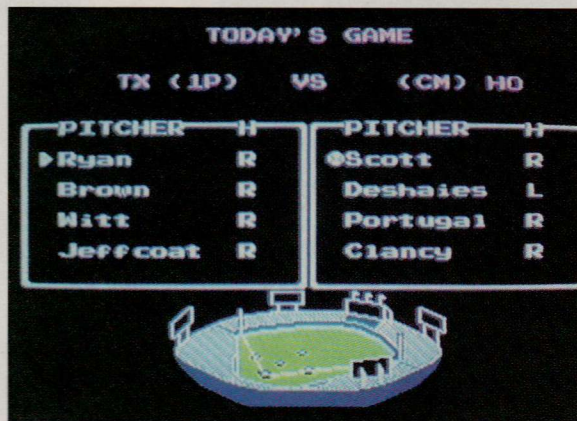 TODAY'S GAME
TX (1P) VS (CM) HO
PITCHER H
Ryan R
Brown R
Witt R
Jeffcoat R
PITCHER H
Scott R
Deshaies L
Portugal R
Clancy R